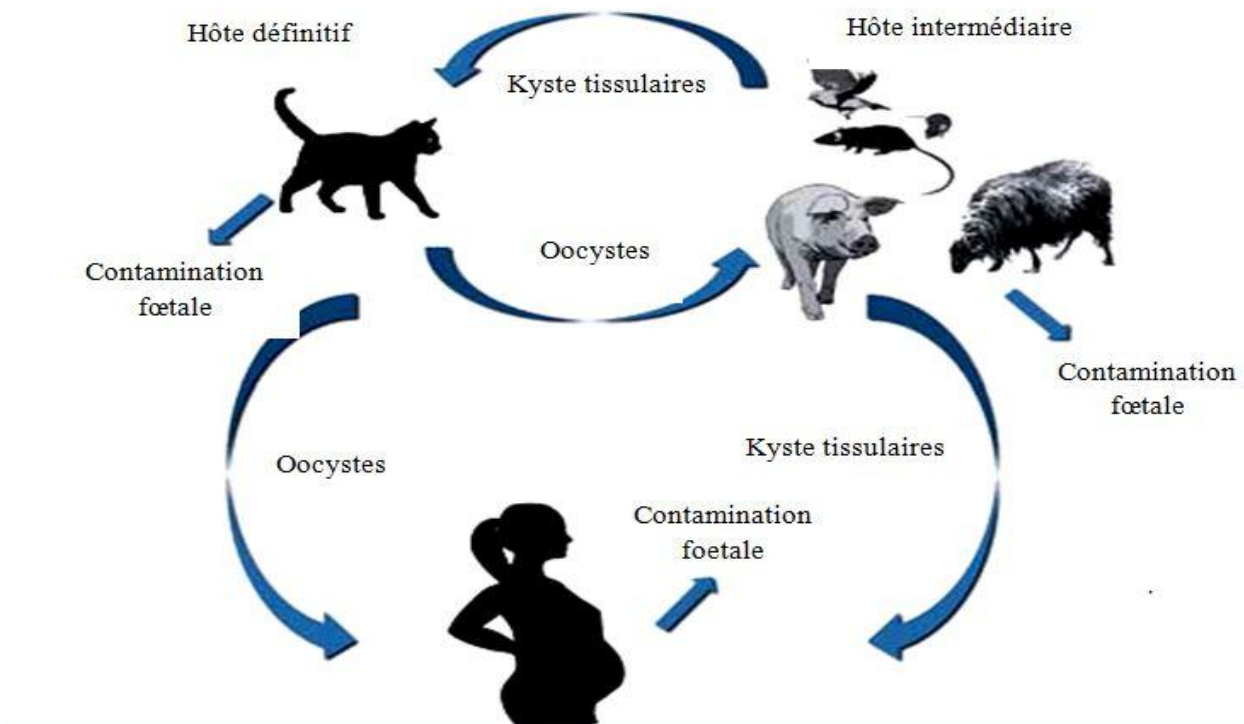 Hôte définitif
Hôte intermédiaire
Kyste tissulaires
Oocystes
Contamination
fœtale
Contamination
fœtale
Kyste tissulaires
Oocystes
Contamination
foetale